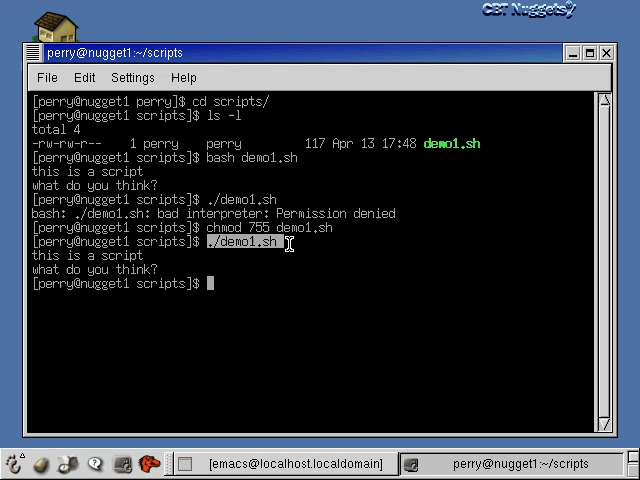 CBT Nuggets
perry@nugget1:~/scripts
File Edit Settings Help
[perry@nugget1 perry]$ cd scripts/
[perry@nugget1 scripts]$ ls -l
total 4
-rw-rw-r-- 1 perry perry 117 Apr 13 17:48 demo1.sh
[perry@nugget1 scripts]$ bash demo1.sh
this is a script
what do you think?
[perry@nugget1 scripts]$ ./demo1.sh
bash: ./demo1.sh: bad interpreter: Permission denied
[perry@nugget1 scripts]$ chmod 755 demo1.sh
[perry@nugget1 scripts]$ ./demo1.sh
this is a script
what do you think?
[perry@nugget1 scripts]$
[emacs@localhost.localdomain] perry@nugget1:~/scripts